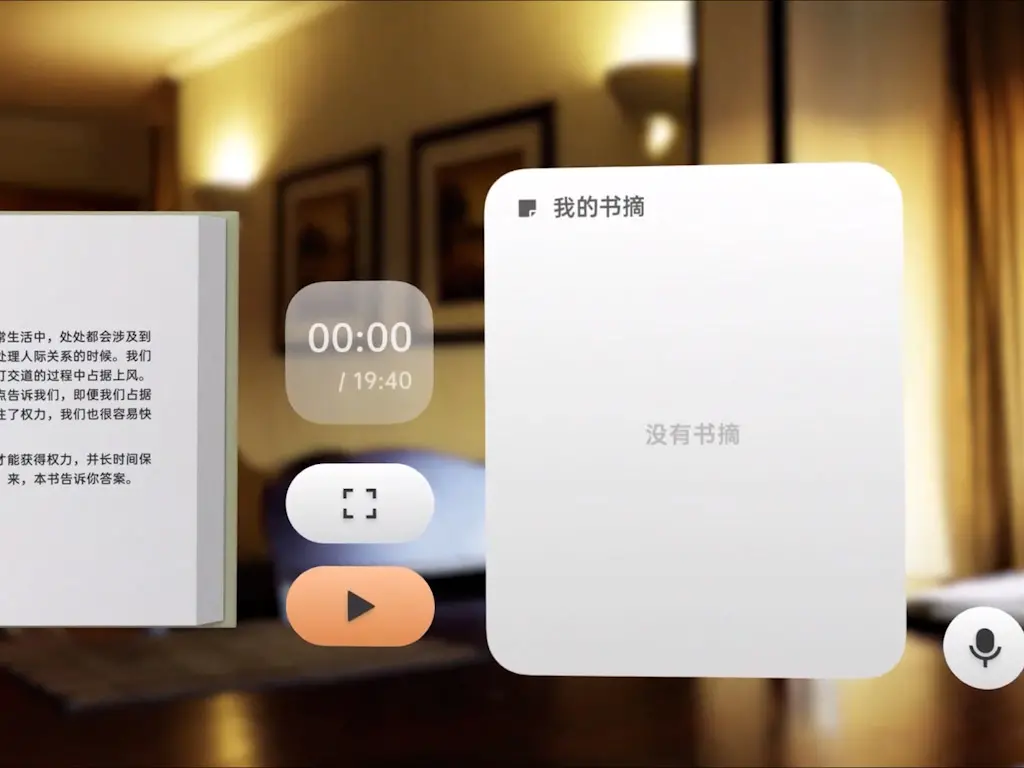 常生活中，处处都会涉及到
处理人际关系的时候。我们
打交道的过程中占据上风。
点告诉我们，即便我们占据
住了权力，我们也很容易快
才能获得权力，并长时间保
来，本书告诉你答案。
00:00
/ 19:40
我的书摘
没有书摘